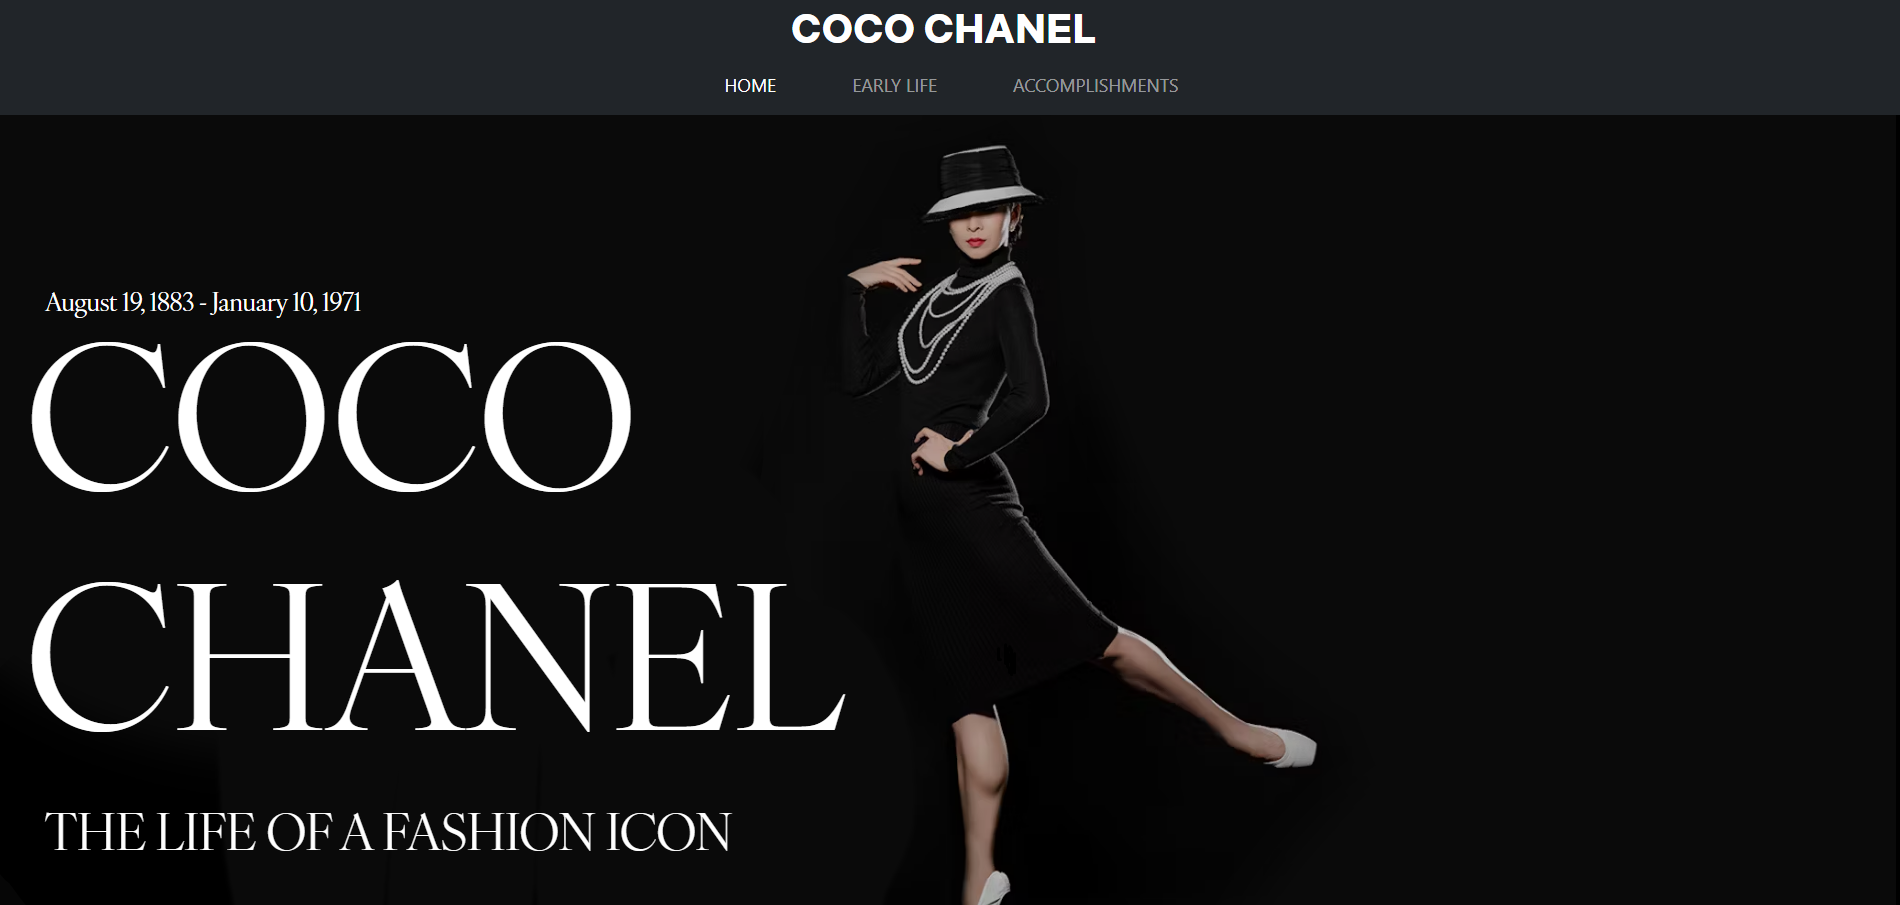 COCO CHANEL
HOME EARLY LIFE ACCOMPLISHMENTS
August 19, 1883 - January 10, 1971
COCO
CHANEL
THE LIFE OF A FASHION ICON